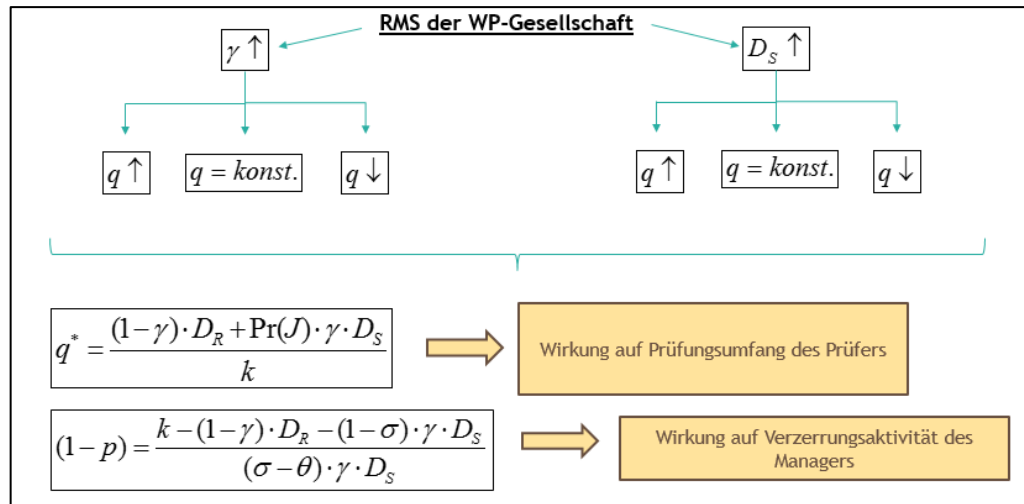 RMS der WP-Gesellschaft
γ ↑
D_S ↑
q ↑
q = konst.
q ↓
q ↑
q = konst.
q ↓
q* = ((1−γ)·D_R + Pr(J)·γ·D_S) / k
Wirkung auf Prüfungsumfang des Prüfers
(1−p) = (k−(1−γ)·D_R −(1−σ)·γ·D_S) / ((σ−θ)·γ·D_S)
Wirkung auf Verzerrungsaktivität des
Managers